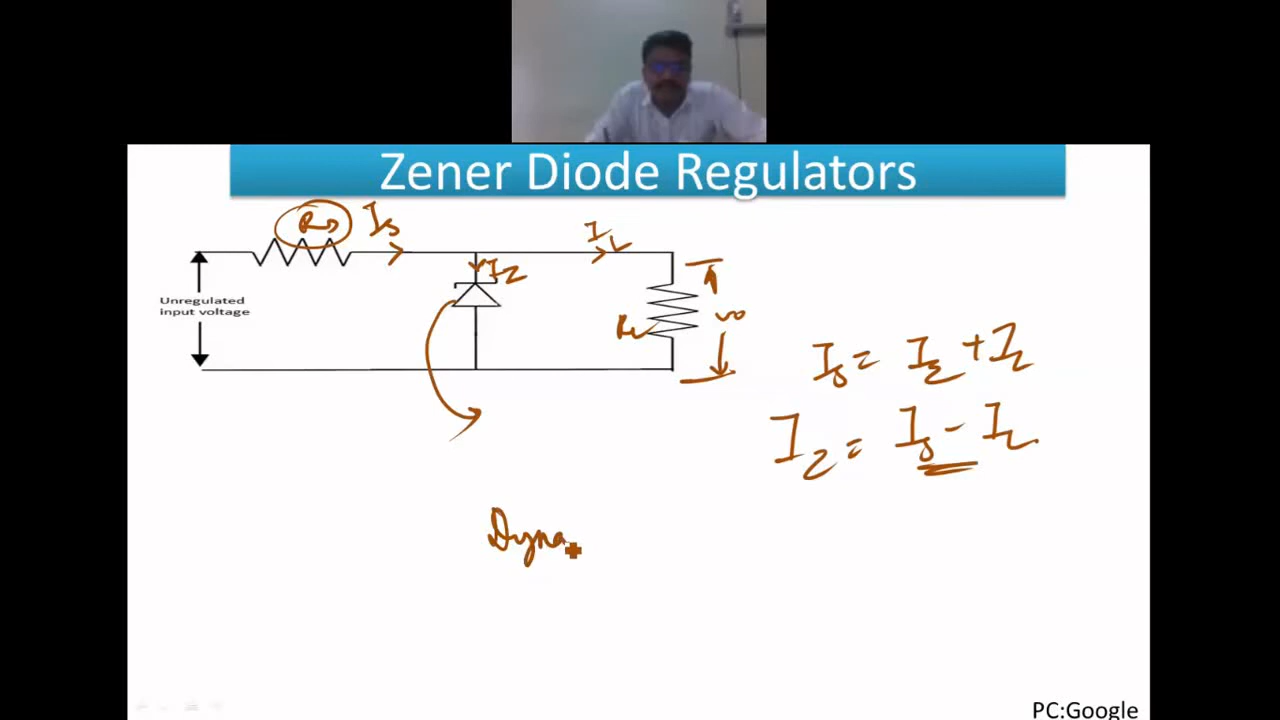 Zener Diode Regulators
Rs Is
IL
IZ
Unregulated
input voltage
RL
Vo
Is = Iz + IL
Iz = Is - IL
Dyna
PC:Google